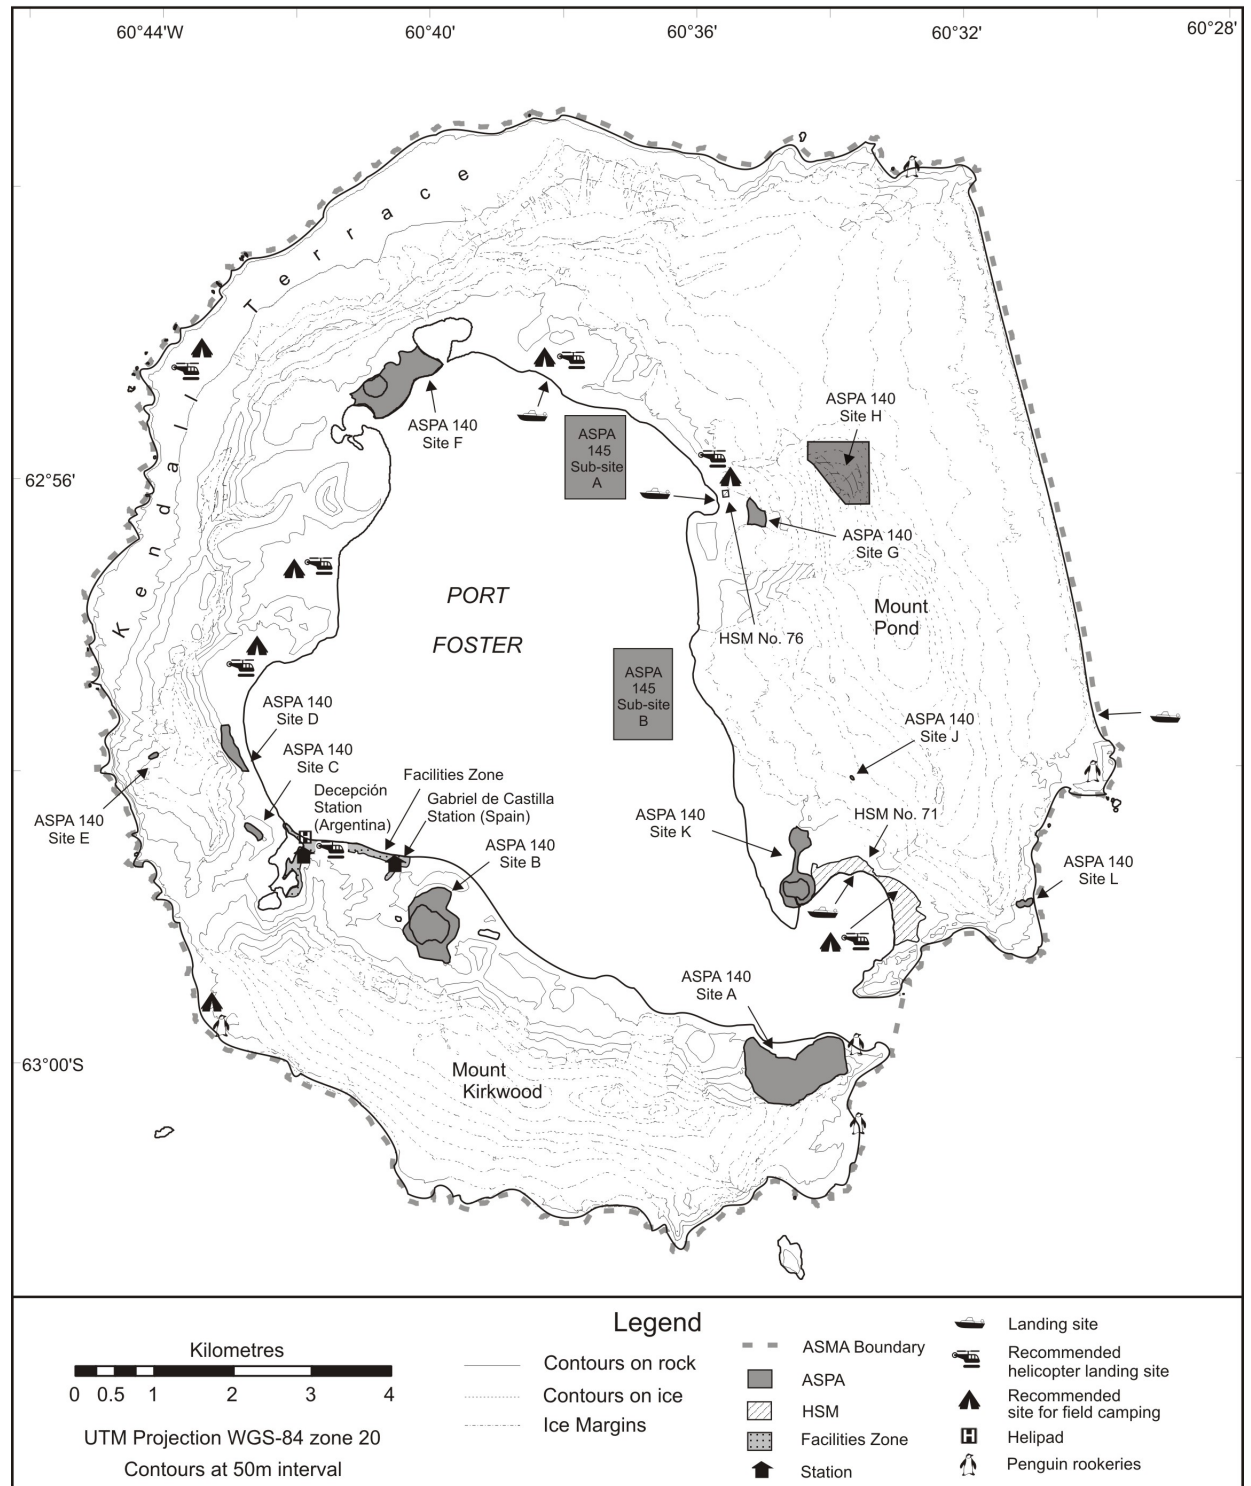 60°44'W
60°40'
60°36'
60°32'
60°28'
Kendall Terrace
ASPA 140
Site F
ASPA
145
Sub-site
A
ASPA 140
Site H
62°56'
ASPA 140
Site G
PORT
FOSTER
HSM No. 76
Mount
Pond
ASPA
145
Sub-site
B
ASPA 140
Site D
ASPA 140
Site J
ASPA 140
Site C
Facilities Zone
Decepción
Station
(Argentina)
Gabriel de Castilla
Station (Spain)
ASPA 140
Site E
ASPA 140
Site K
HSM No. 71
ASPA 140
Site B
ASPA 140
Site L
H
ASPA 140
Site A
63°00'S
Mount
Kirkwood
Legend
Kilometres
0 0.5 1 2 3 4
UTM Projection WGS-84 zone 20
Contours at 50m interval
Contours on rock
Contours on ice
Ice Margins
ASMA Boundary
ASPA
HSM
Facilities Zone
Station
Landing site
Recommended
helicopter landing site
Recommended
site for field camping
H
Helipad
Penguin rookeries